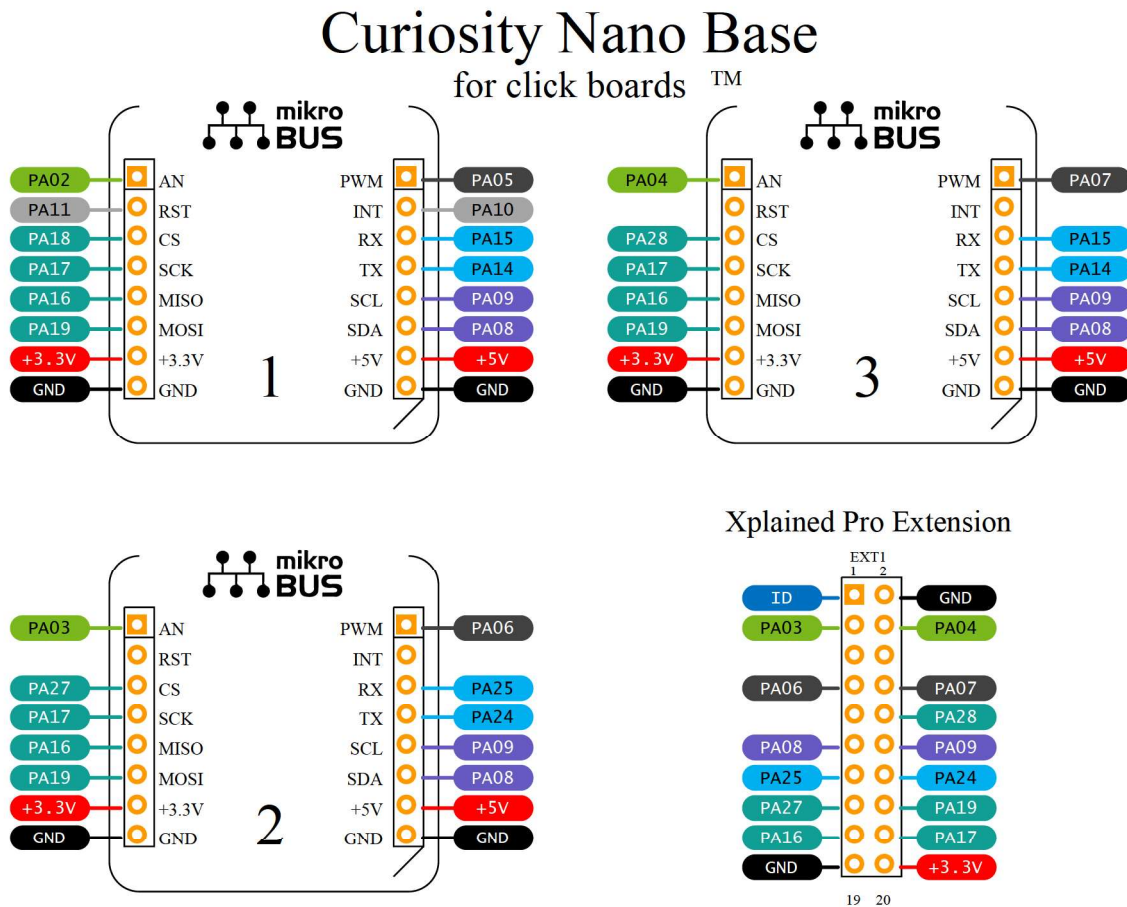 Curiosity Nano Base
for click boards ™
mikro
BUS
PA02 AN PWM PA05
PA11 RST INT PA10
PA18 CS RX PA15
PA17 SCK TX PA14
PA16 MISO SCL PA09
PA19 MOSI SDA PA08
+3.3V +3.3V +5V +5V
GND GND GND GND
1
mikro
BUS
PA04 AN PWM PA07
RST INT
PA28 CS RX PA15
PA17 SCK TX PA14
PA16 MISO SCL PA09
PA19 MOSI SDA PA08
+3.3V +3.3V +5V +5V
GND GND GND GND
3
mikro
BUS
PA03 AN PWM PA06
RST INT
PA27 CS RX PA25
PA17 SCK TX PA24
PA16 MISO SCL PA09
PA19 MOSI SDA PA08
+3.3V +3.3V +5V +5V
GND GND GND GND
2
Xplained Pro Extension
EXT1
1 2
ID GND
PA03 PA04
PA06 PA07
PA28
PA08 PA09
PA25 PA24
PA27 PA19
PA16 PA17
GND +3.3V
19 20